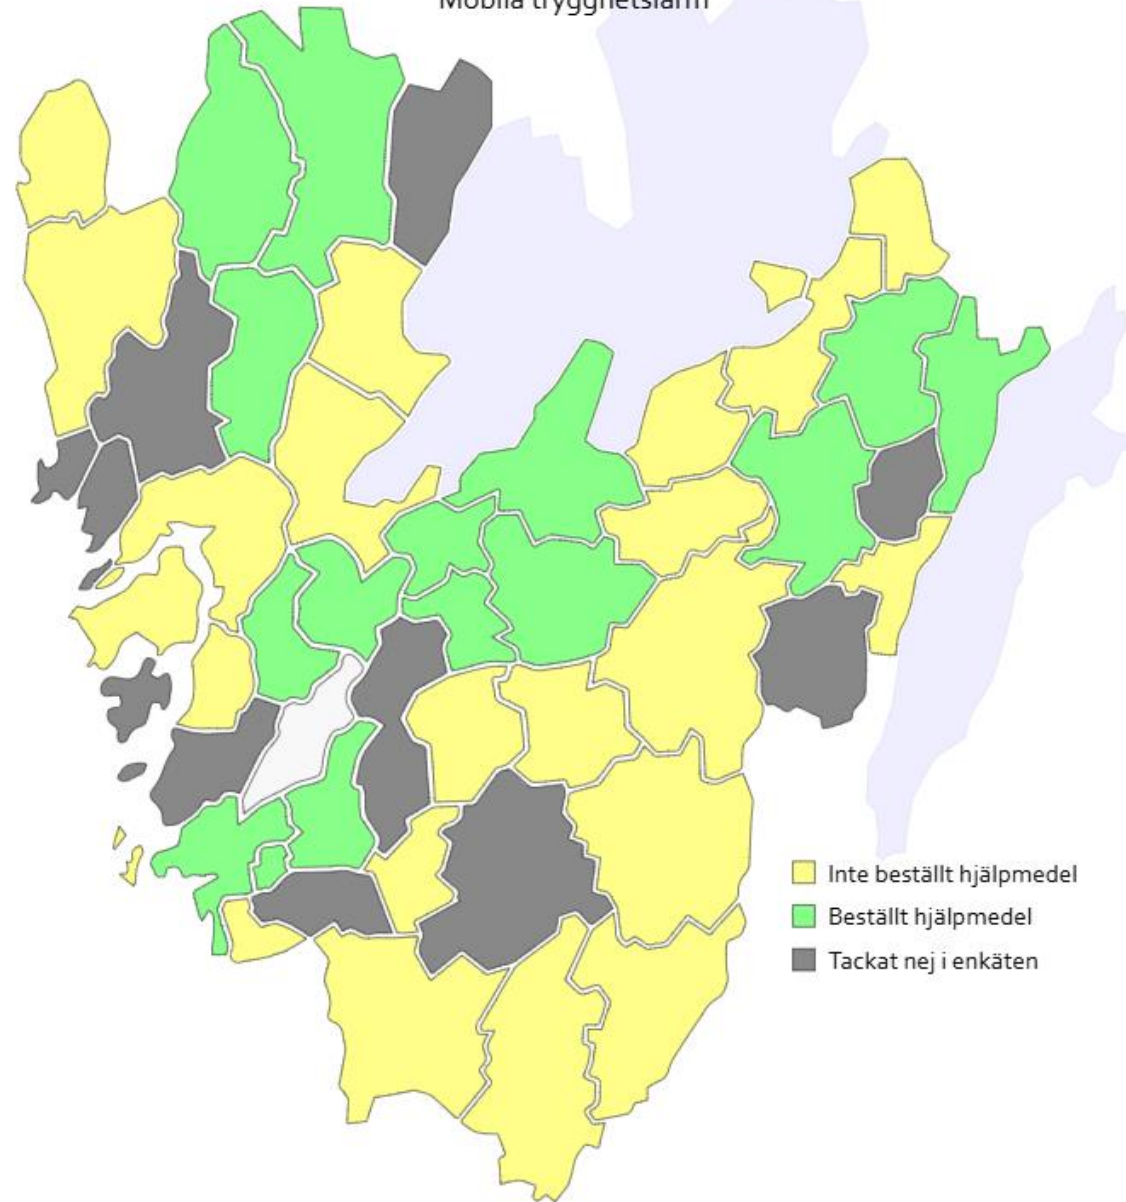 Mobila trygghetslarm
Inte beställt hjälpmedel
Beställt hjälpmedel
Tackat nej i enkäten